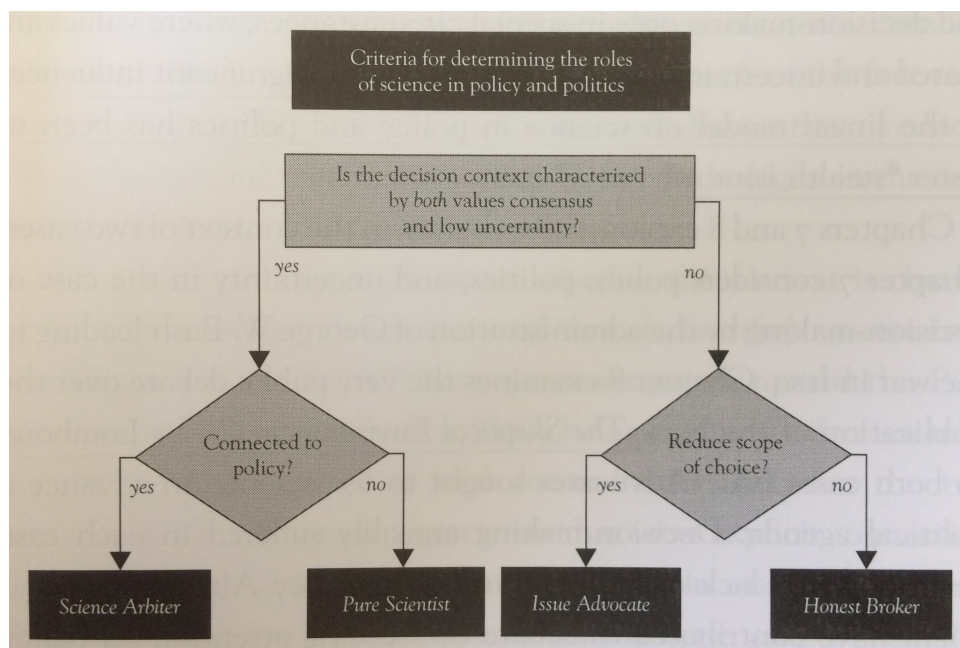 Criteria for determining the roles
of science in policy and politics
Is the decision context characterized
by both values consensus
and low uncertainty?
yes
no
Connected to
policy?
Reduce scope
of choice?
yes
no
yes
no
Science Arbiter
Pure Scientist
Issue Advocate
Honest Broker